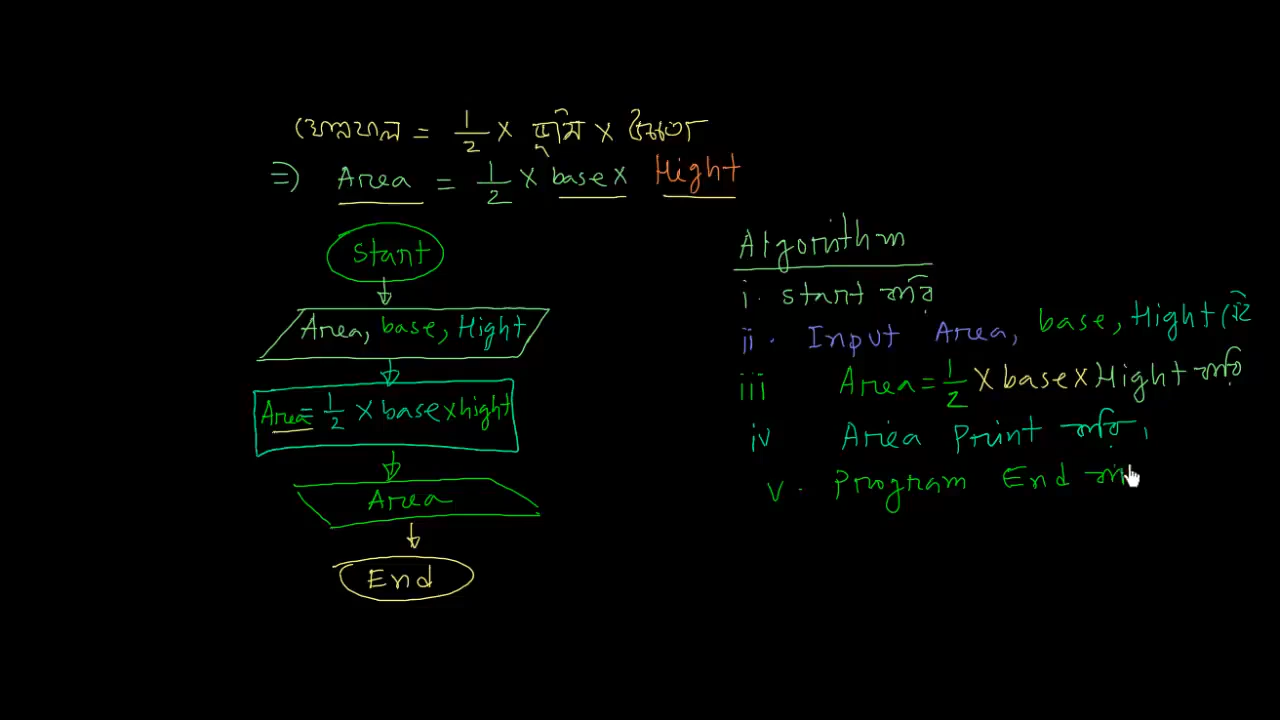 ক্ষেত্রফল = 1/2 × ভূমি × উচ্চতা
⇒ Area = 1/2 × base × Hight
Start
Area, base, Hight
Area = 1/2 × base × hight
Area
End
Algorithm
i. start করি
ii. Input Area, base, Hight
iii Area = 1/2 × base × Hight করি
iv Area Print করি।
v. Program End